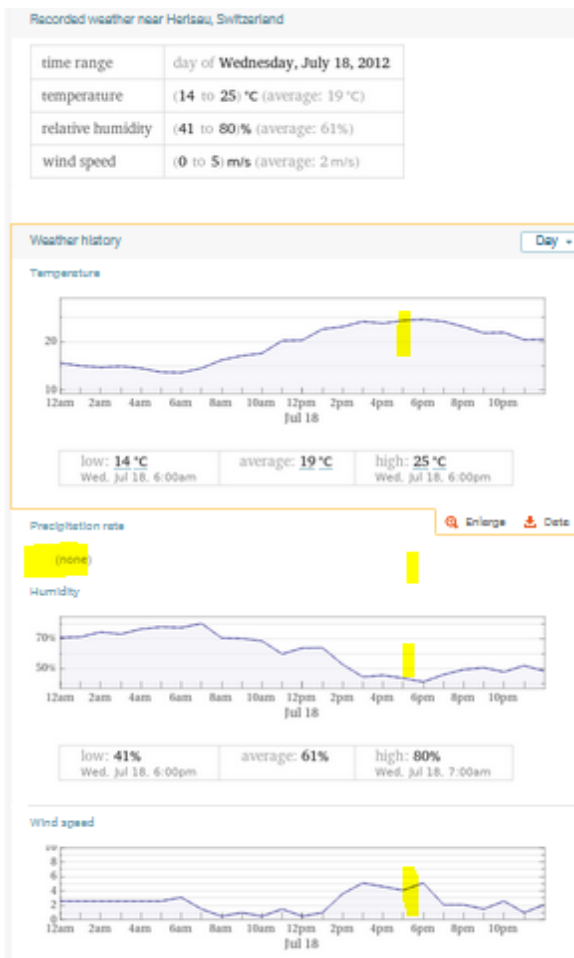 Recorded weather near Herisau, Switzerland
time range day of Wednesday, July 18, 2012
temperature (14 to 25) °C (average: 19 °C)
relative humidity (41 to 80)% (average: 61%)
wind speed (0 to 5) m/s (average: 2 m/s)
Weather history Day
Temperature
20
10
12am 2am 4am 6am 8am 10am 12pm 2pm 4pm 6pm 8pm 10pm
Jul 18
low: 14 °C average: 19 °C high: 25 °C
Wed, Jul 18, 6:00am Wed, Jul 18, 6:00pm
Precipitation rate Enlarge Data
(none)
Humidity
70%
50%
12am 2am 4am 6am 8am 10am 12pm 2pm 4pm 6pm 8pm 10pm
Jul 18
low: 41% average: 61% high: 80%
Wed, Jul 18, 6:00pm Wed, Jul 18, 7:00am
Wind speed
10
8
6
4
2
0
12am 2am 4am 6am 8am 10am 12pm 2pm 4pm 6pm 8pm 10pm
Jul 18